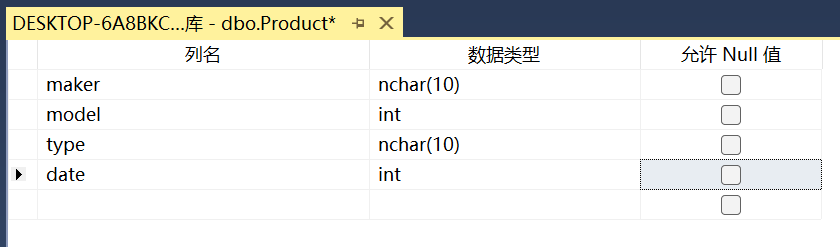 DESKTOP-6A8BKC...库 - dbo.Product*
列名 数据类型 允许 Null 值
maker nchar(10)
model int
type nchar(10)
date int